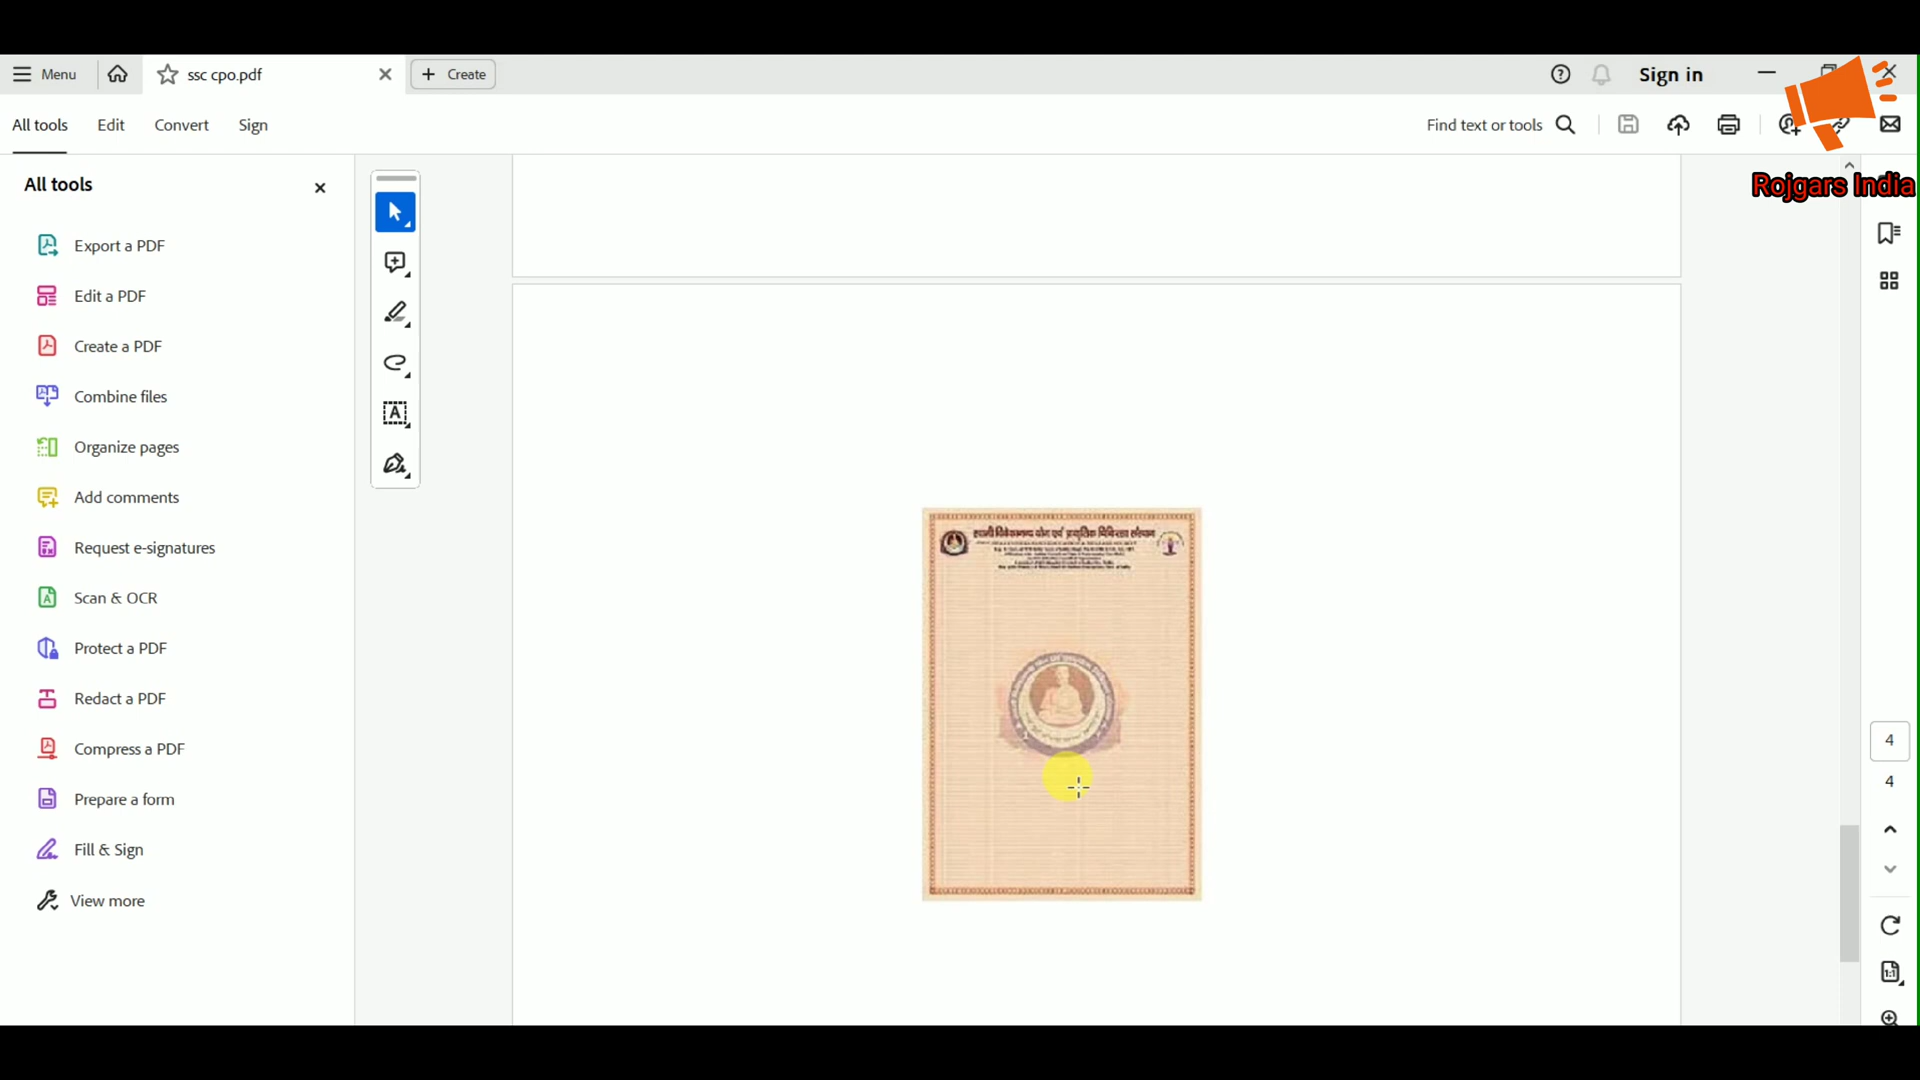 Menu
ssc cpo.pdf
Create
Sign in
All tools
Edit
Convert
Sign
Find text or tools
Rojgars India
All tools
Export a PDF
Edit a PDF
Create a PDF
Combine files
Organize pages
Add comments
Request e-signatures
Scan & OCR
Protect a PDF
Redact a PDF
Compress a PDF
Prepare a form
Fill & Sign
View more
स्वामी विवेकानन्द योग एवं प्राकृतिक चिकित्सा संस्थान
4
4